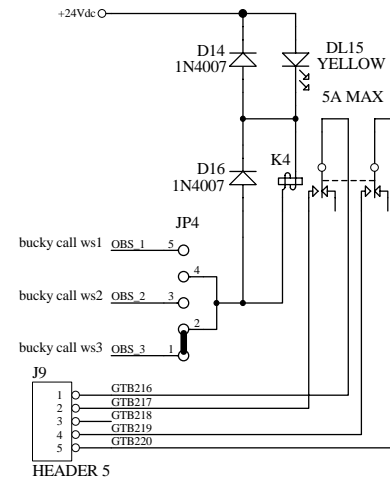 +24Vdc
D14
1N4007
DL15
YELLOW
5A MAX
D16
1N4007
K4
JP4
bucky call ws1 OBS_1 5
4
bucky call ws2 OBS_2 3
2
bucky call ws3 OBS_3 1
J9
1 GTB216
2 GTB217
3 GTB218
4 GTB219
5 GTB220
HEADER 5